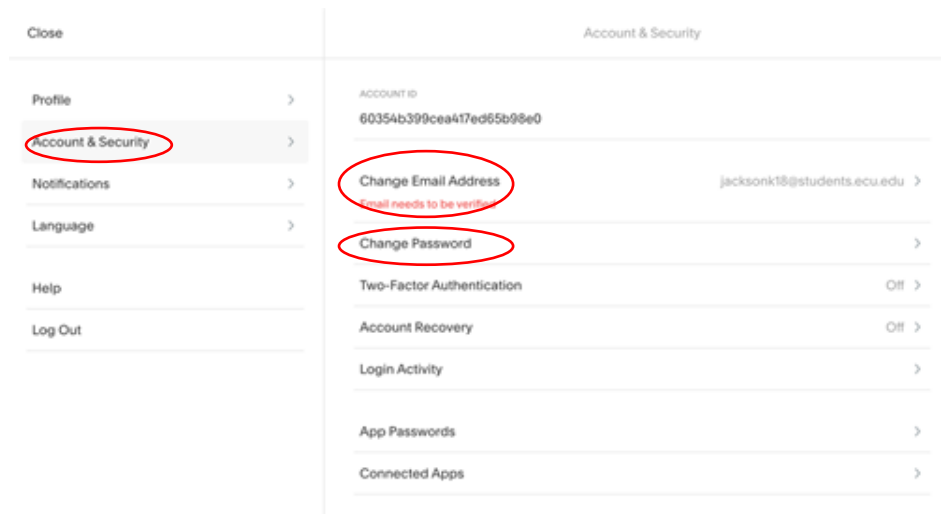 Close
Account & Security
Profile
Account & Security
Notifications
Language
Help
Log Out
ACCOUNT ID
60354b399cea417ed65b98e0
Change Email Address
jacksonk18@students.ecu.edu
Email needs to be verified
Change Password
Two-Factor Authentication
Off
Account Recovery
Off
Login Activity
App Passwords
Connected Apps